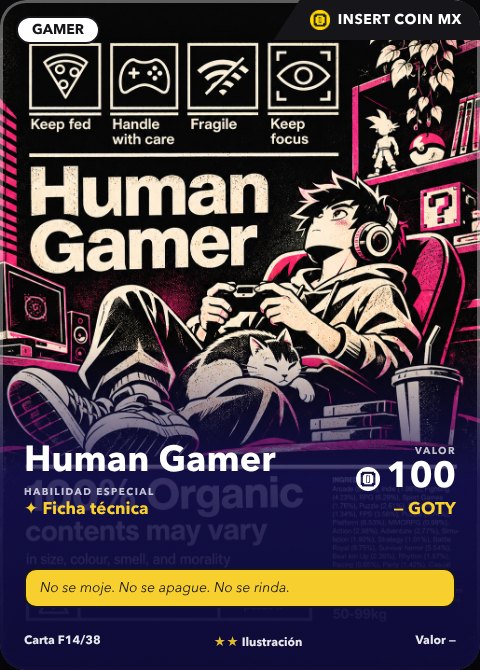 GAMER
INSERT COIN MX
Keep fed
Handle
with care
Fragile
Keep
focus
Human
Gamer
Human Gamer
VALOR
100
HABILIDAD ESPECIAL
Organic
✦ Ficha técnica
– GOTY
contents may vary
in size, colour, smell, and morality
No se moje. No se apague. No se rinda.
50-99kg
Carta F14/38
★★ Ilustración
Valor –